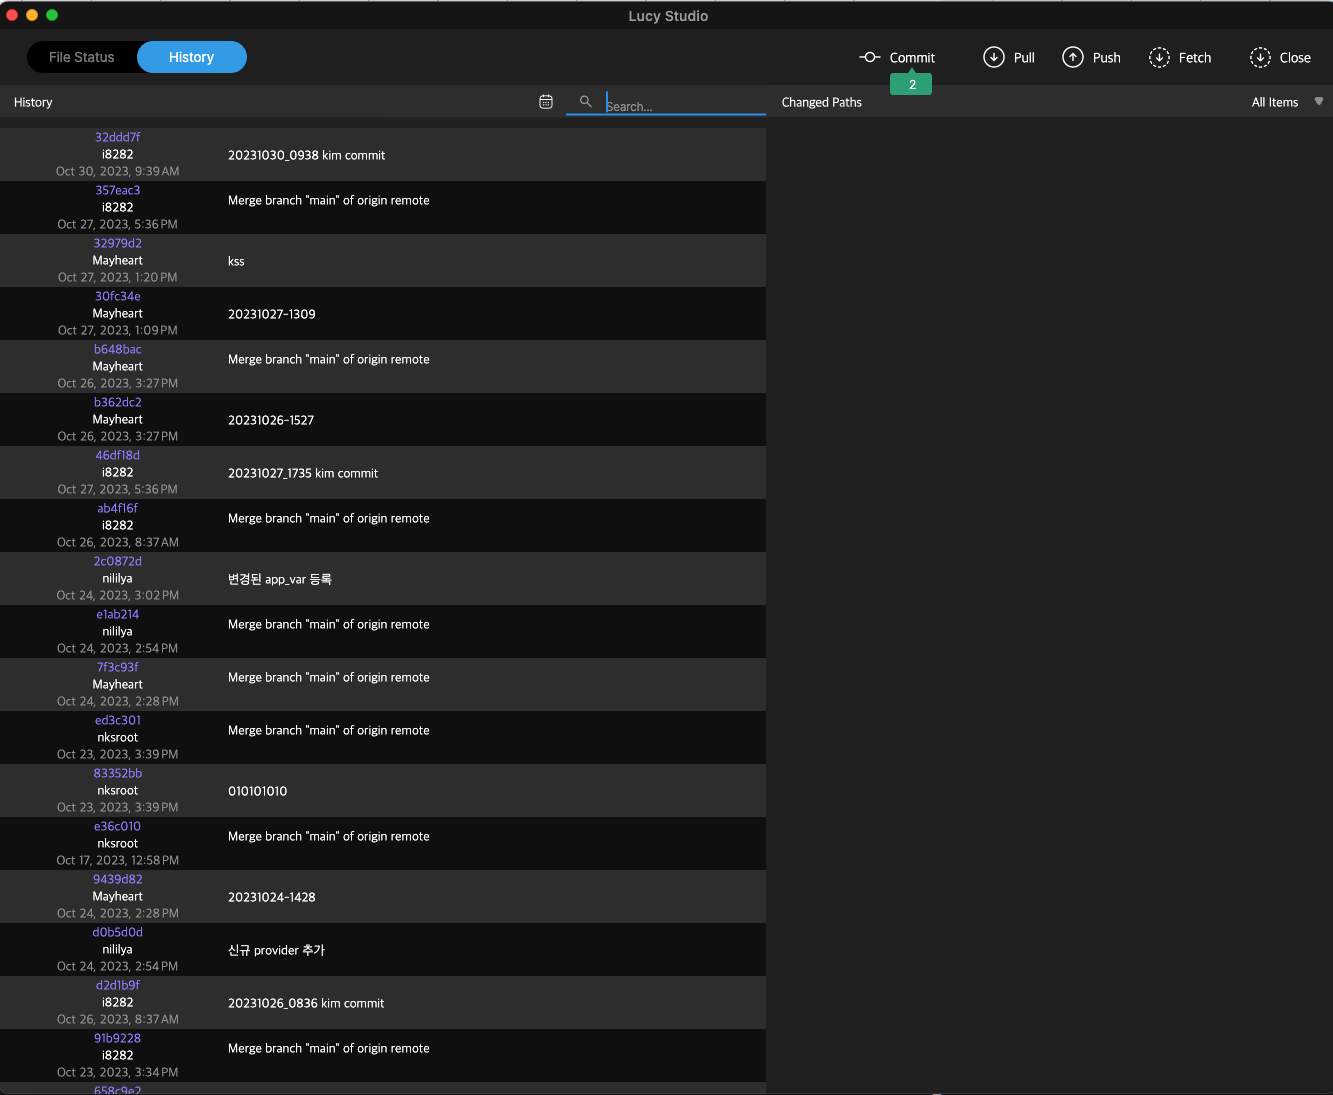 Lucy Studio
File Status
History
Commit
Pull
Push
Fetch
Close
2
History
Search...
Changed Paths
All Items
32ddd7f
i8282
20231030_0938 kim commit
Oct 30, 2023, 9:39 AM
357eac3
i8282
Merge branch "main" of origin remote
Oct 27, 2023, 5:36 PM
32979d2
Mayheart
kss
Oct 27, 2023, 1:20 PM
30fc34e
Mayheart
20231027-1309
Oct 27, 2023, 1:09 PM
b648bac
Mayheart
Merge branch "main" of origin remote
Oct 26, 2023, 3:27 PM
b362dc2
Mayheart
20231026-1527
Oct 26, 2023, 3:27 PM
46df18d
i8282
20231027_1735 kim commit
Oct 27, 2023, 5:36 PM
ab4f16f
i8282
Merge branch "main" of origin remote
Oct 26, 2023, 8:37 AM
2c0872d
nililya
변경된 app_var 등록
Oct 24, 2023, 3:02 PM
e1ab214
nililya
Merge branch "main" of origin remote
Oct 24, 2023, 2:54 PM
7f3c93f
Mayheart
Merge branch "main" of origin remote
Oct 24, 2023, 2:28 PM
ed3c301
nksroot
Merge branch "main" of origin remote
Oct 23, 2023, 3:39 PM
83352bb
nksroot
010101010
Oct 23, 2023, 3:39 PM
e36c010
nksroot
Merge branch "main" of origin remote
Oct 17, 2023, 12:58 PM
9439d82
Mayheart
20231024-1428
Oct 24, 2023, 2:28 PM
d0b5d0d
nililya
신규 provider 추가
Oct 24, 2023, 2:54 PM
d2d1b9f
i8282
20231026_0836 kim commit
Oct 26, 2023, 8:37 AM
91b9228
i8282
Merge branch "main" of origin remote
Oct 23, 2023, 3:34 PM
658c9e2